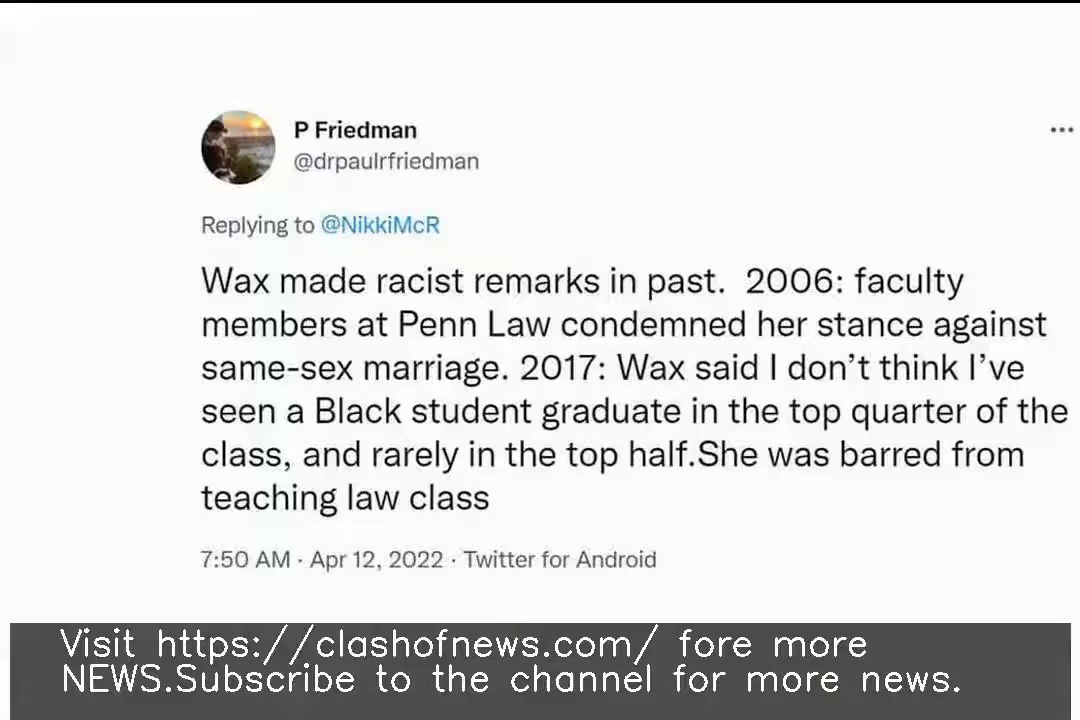 P Friedman
@drpaulrfriedman
Replying to @NikkiMcR
Wax made racist remarks in past.  2006: faculty
members at Penn Law condemned her stance against
same-sex marriage. 2017: Wax said I don’t think I’ve
seen a Black student graduate in the top quarter of the
class, and rarely in the top half.She was barred from
teaching law class
7:50 AM · Apr 12, 2022 · Twitter for Android
Visit https://clashofnews.com/ fore more
NEWS.Subscribe to the channel for more news.